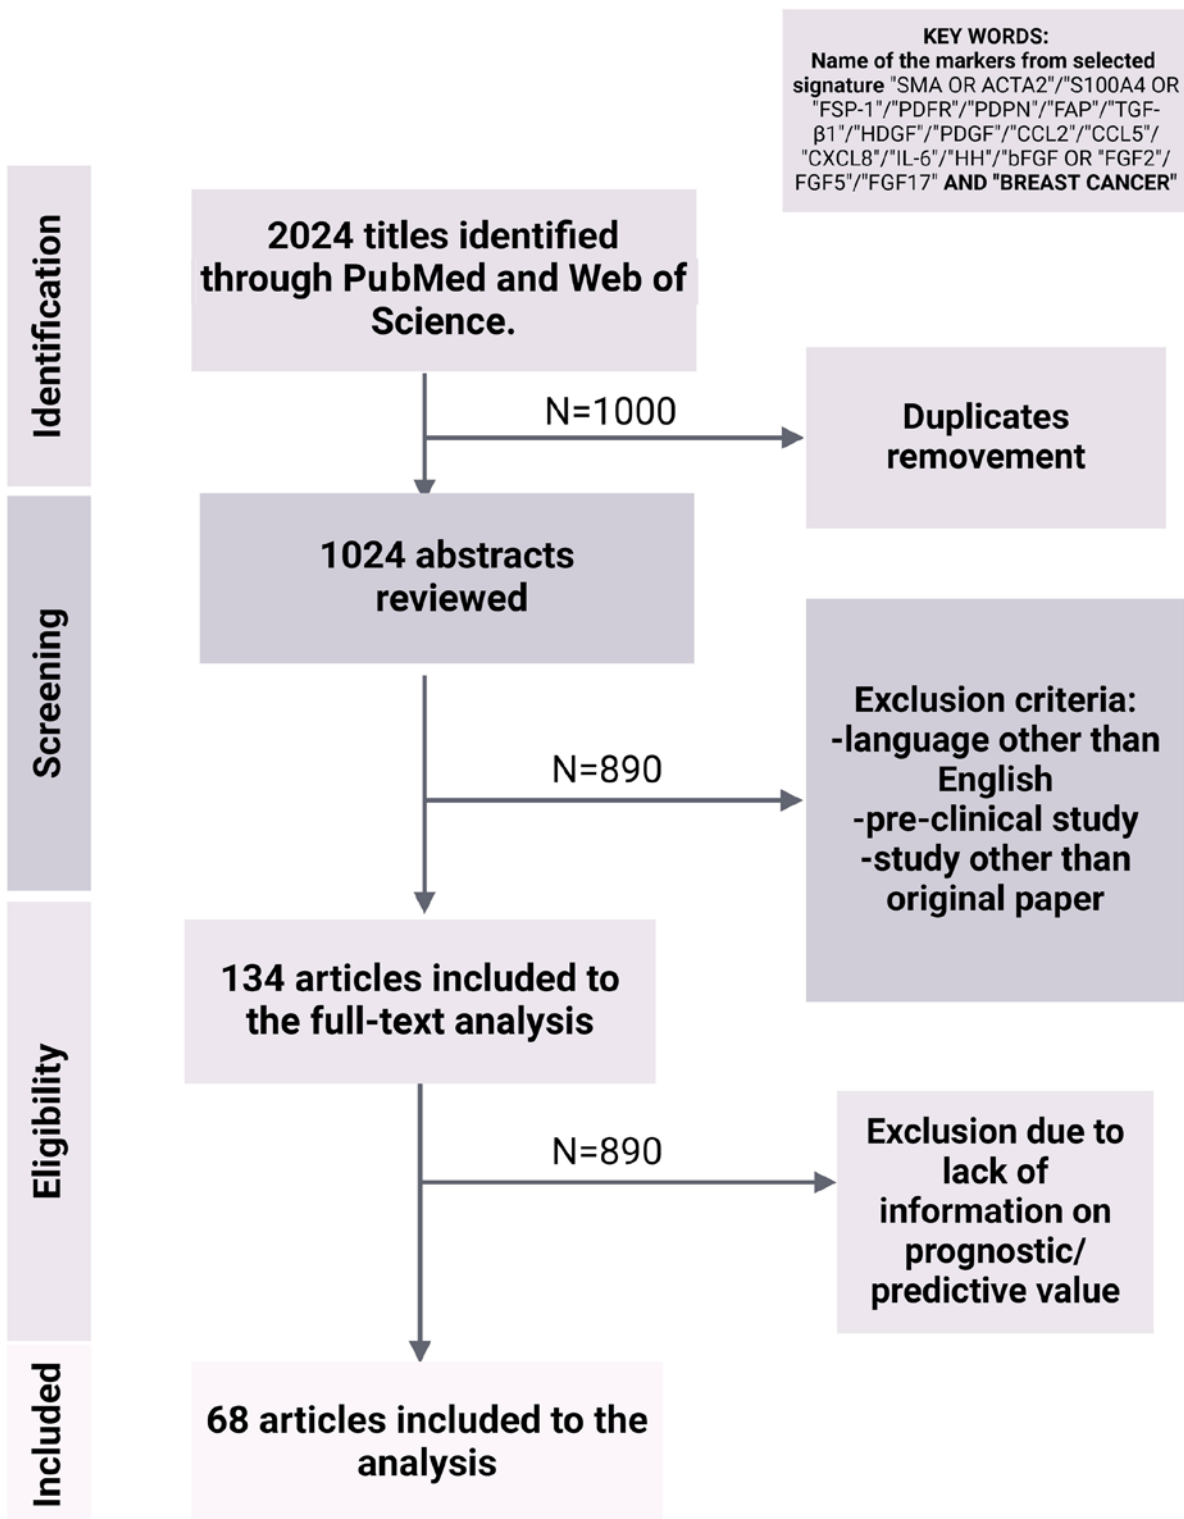 KEY WORDS:
Name of the markers from selected
signature "SMA OR ACTA2"/"S100A4 OR
"FSP-1"/"PDFR"/"PDPN"/"FAP"/"TGF-
β1"/"HDGF"/"PDGF"/"CCL2"/"CCL5"/
"CXCL8"/"IL-6"/"HH"/"bFGF OR "FGF2"/
FGF5"/"FGF17" AND "BREAST CANCER"
Identification
2024 titles identified
through PubMed and Web of
Science.
N=1000
Duplicates
removement
Screening
1024 abstracts
reviewed
N=890
Exclusion criteria:
-language other than
English
-pre-clinical study
-study other than
original paper
Eligibility
134 articles included to
the full-text analysis
N=890
Exclusion due to
lack of
information on
prognostic/
predictive value
Included
68 articles included to the
analysis